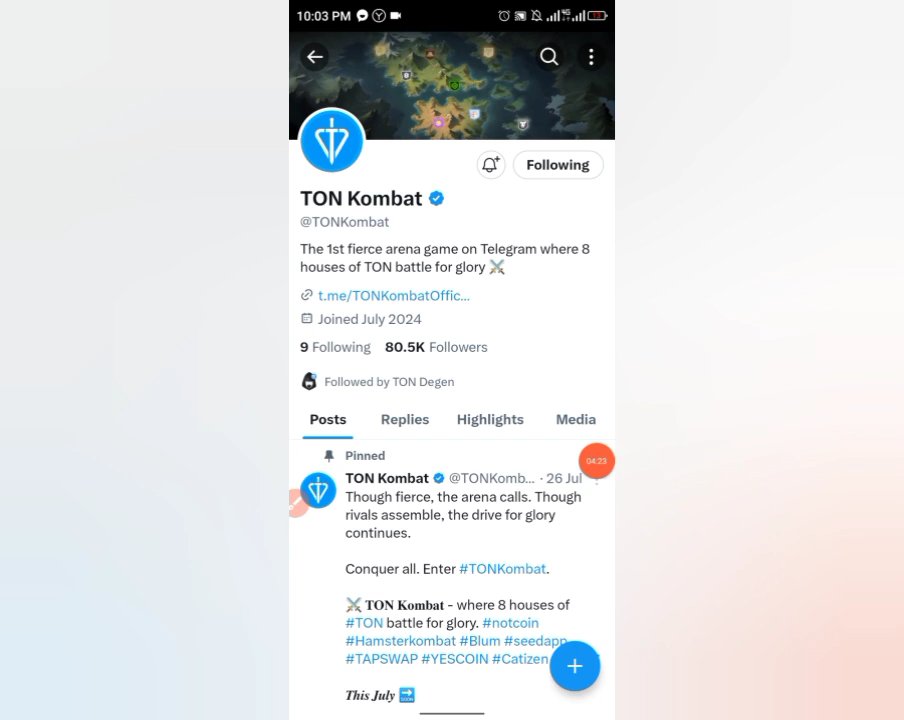 10:03 PM
4G
TON Kombat
@TONKombat
Following
The 1st fierce arena game on Telegram where 8
houses of TON battle for glory ⚔️
t.me/TONKombatOffic...
Joined July 2024
9 Following 80.5K Followers
Followed by TON Degen
Posts Replies Highlights Media
Pinned
04:23
TON Kombat @TONKomb... · 26 Jul
Though fierce, the arena calls. Though
rivals assemble, the drive for glory
continues.
Conquer all. Enter #TONKombat.
⚔️ TON Kombat - where 8 houses of
#TON battle for glory. #notcoin
#Hamsterkombat #Blum #seedapp
#TAPSWAP #YESCOIN #Catizen
This July